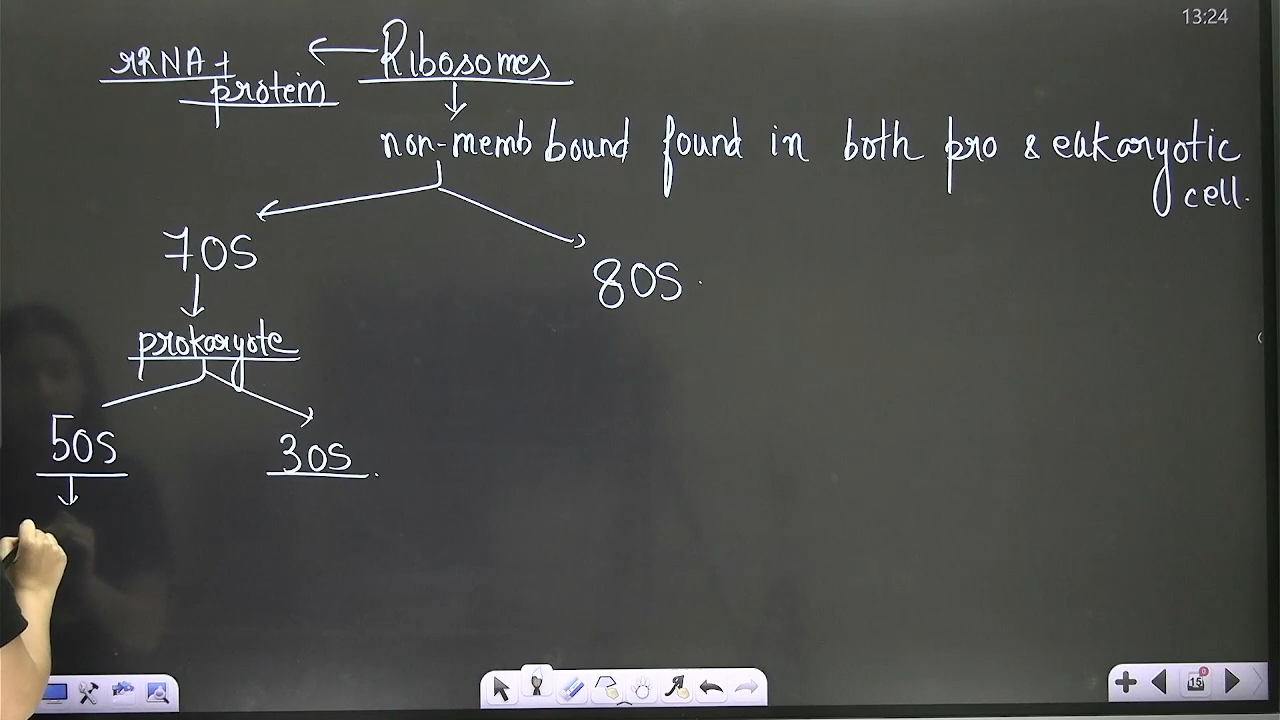 13:24
rRNA + ← Ribosomes
protein
non-memb bound found in both pro & eukaryotic
cell.
70S
80S.
prokaryote
50S 30S.
15